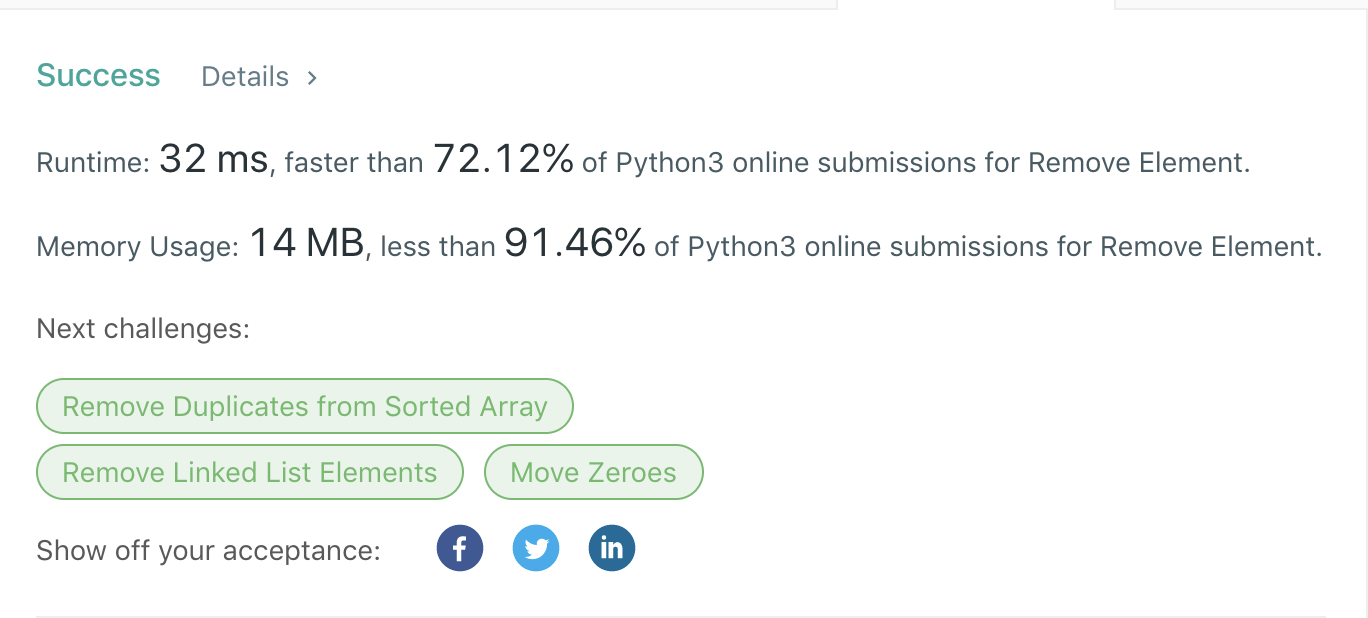 Success Details >
Runtime: 32 ms, faster than 72.12% of Python3 online submissions for Remove Element.
Memory Usage: 14 MB, less than 91.46% of Python3 online submissions for Remove Element.
Next challenges:
Remove Duplicates from Sorted Array
Remove Linked List Elements Move Zeroes
Show off your acceptance: f in